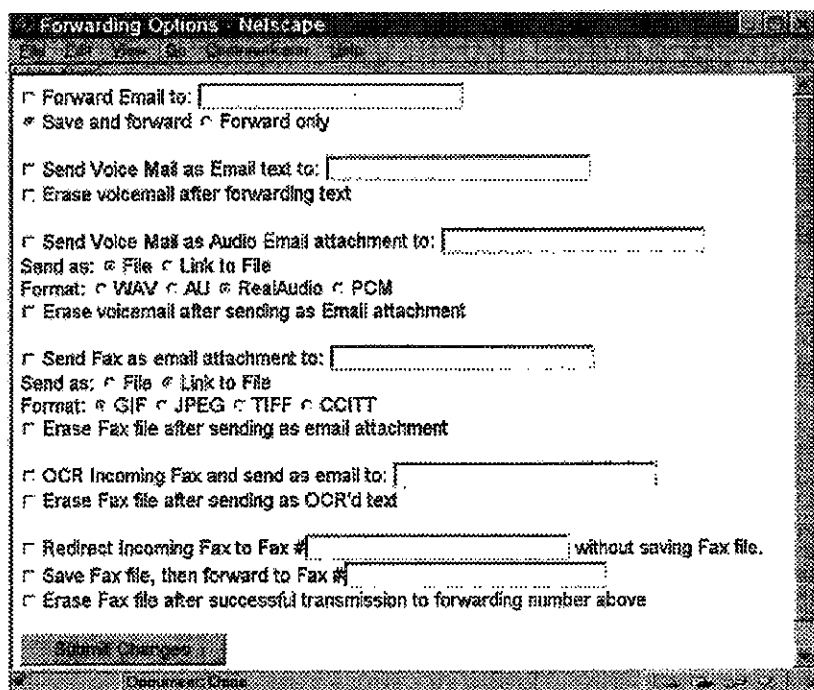 Forwarding Options - Netscape
File Edit View Go Communicator Help
Forward Email to:
Save and forward Forward only
Send Voice Mail as Email text to:
Erase voicemail after forwarding text
Send Voice Mail as Audio Email attachment to:
Send as: File Link to File
Format: WAV AU RealAudio PCM
Erase voicemail after sending as Email attachment
Send Fax as email attachment to:
Send as: File Link to File
Format: GIF JPEG TIFF CCITT
Erase Fax file after sending as email attachment
OCR Incoming Fax and send as email to:
Erase Fax file after sending as OCR'd text
Redirect Incoming Fax to Fax # without saving Fax file.
Save Fax file, then forward to Fax #
Erase Fax file after successful transmission to forwarding number above
Submit Changes
Document: Done